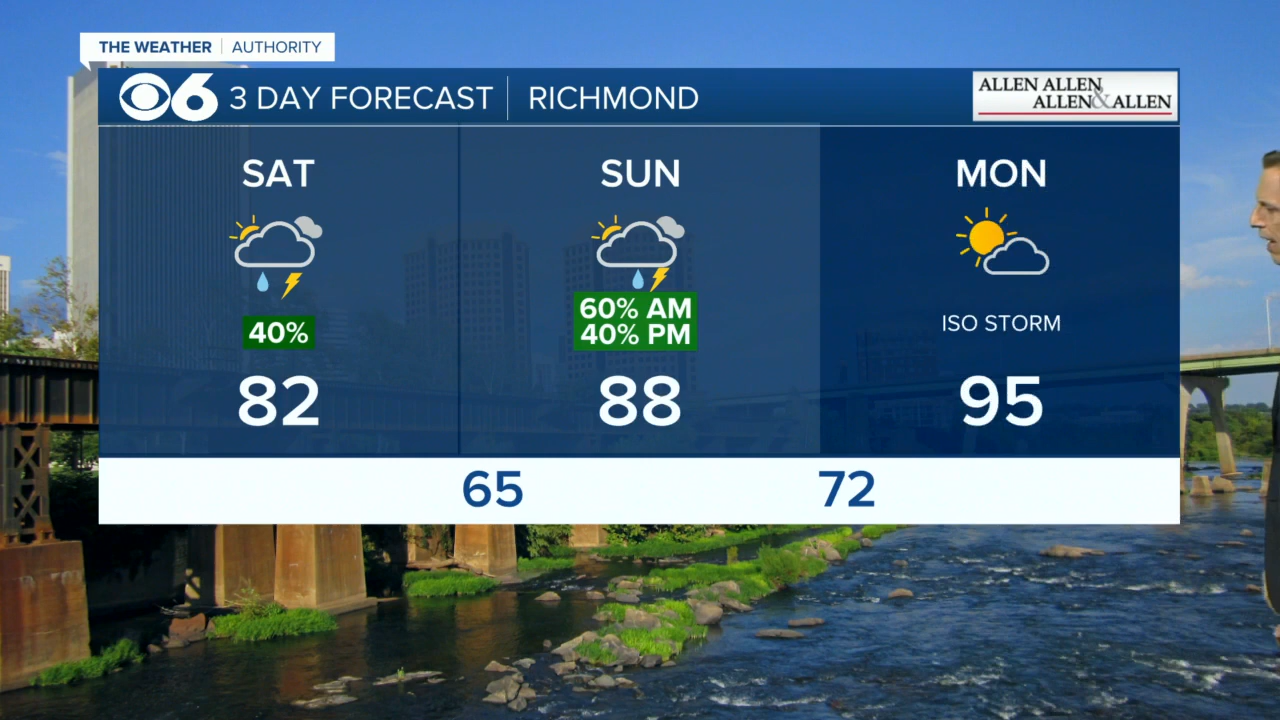 THE WEATHER | AUTHORITY
6 3 DAY FORECAST | RICHMOND
ALLEN ALLEN
ALLEN & ALLEN
SAT SUN MON
40%
60% AM
40% PM
ISO STORM
82 88 95
65 72